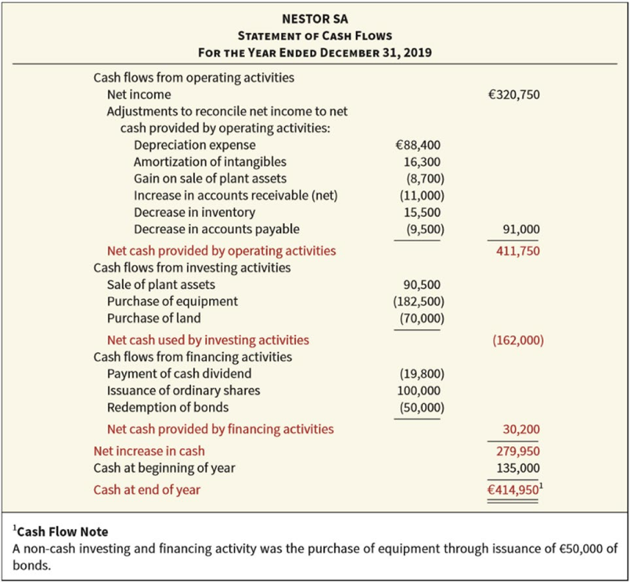 NESTOR SA
STATEMENT OF CASH FLOWS
FOR THE YEAR ENDED DECEMBER 31, 2019
Cash flows from operating activities
Net income €320,750
Adjustments to reconcile net income to net
cash provided by operating activities:
Depreciation expense €88,400
Amortization of intangibles 16,300
Gain on sale of plant assets (8,700)
Increase in accounts receivable (net) (11,000)
Decrease in inventory 15,500
Decrease in accounts payable (9,500) 91,000
Net cash provided by operating activities 411,750
Cash flows from investing activities
Sale of plant assets 90,500
Purchase of equipment (182,500)
Purchase of land (70,000)
Net cash used by investing activities (162,000)
Cash flows from financing activities
Payment of cash dividend (19,800)
Issuance of ordinary shares 100,000
Redemption of bonds (50,000)
Net cash provided by financing activities 30,200
Net increase in cash 279,950
Cash at beginning of year 135,000
Cash at end of year €414,950¹
¹Cash Flow Note
A non-cash investing and financing activity was the purchase of equipment through issuance of €50,000 of
bonds.